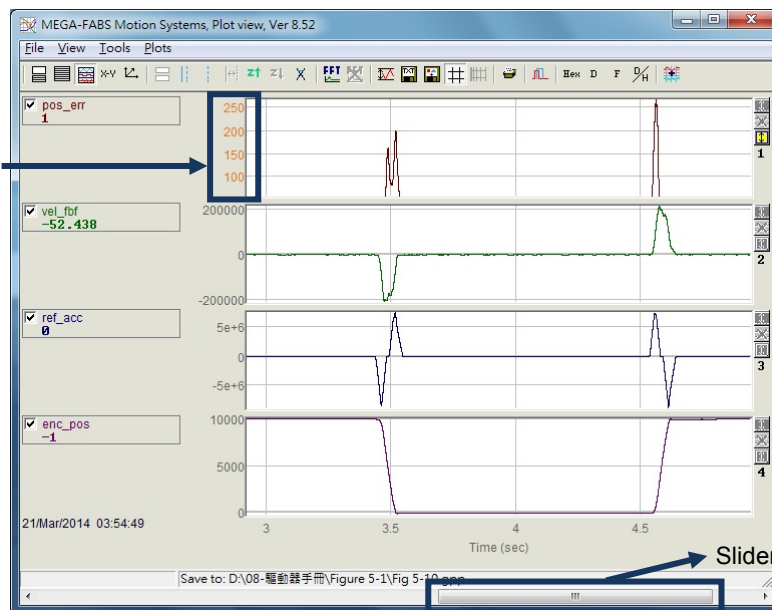 MEGA-FABS Motion Systems, Plot view, Ver 8.52
File View Tools Plots
X-Y FFT TXT Hex D F D/H
pos_err
1
250
200
150
100
1
vel_fbf
-52.438
200000
0
-200000
2
ref_acc
0
5e+6
0
-5e+6
3
enc_pos
-1
10000
5000
0
4
21/Mar/2014 03:54:49
3 3.5 4 4.5
Time (sec)
Slider
Save to: D:\08-驅動器手冊\Figure 5-1\Fig 5-10.gpp